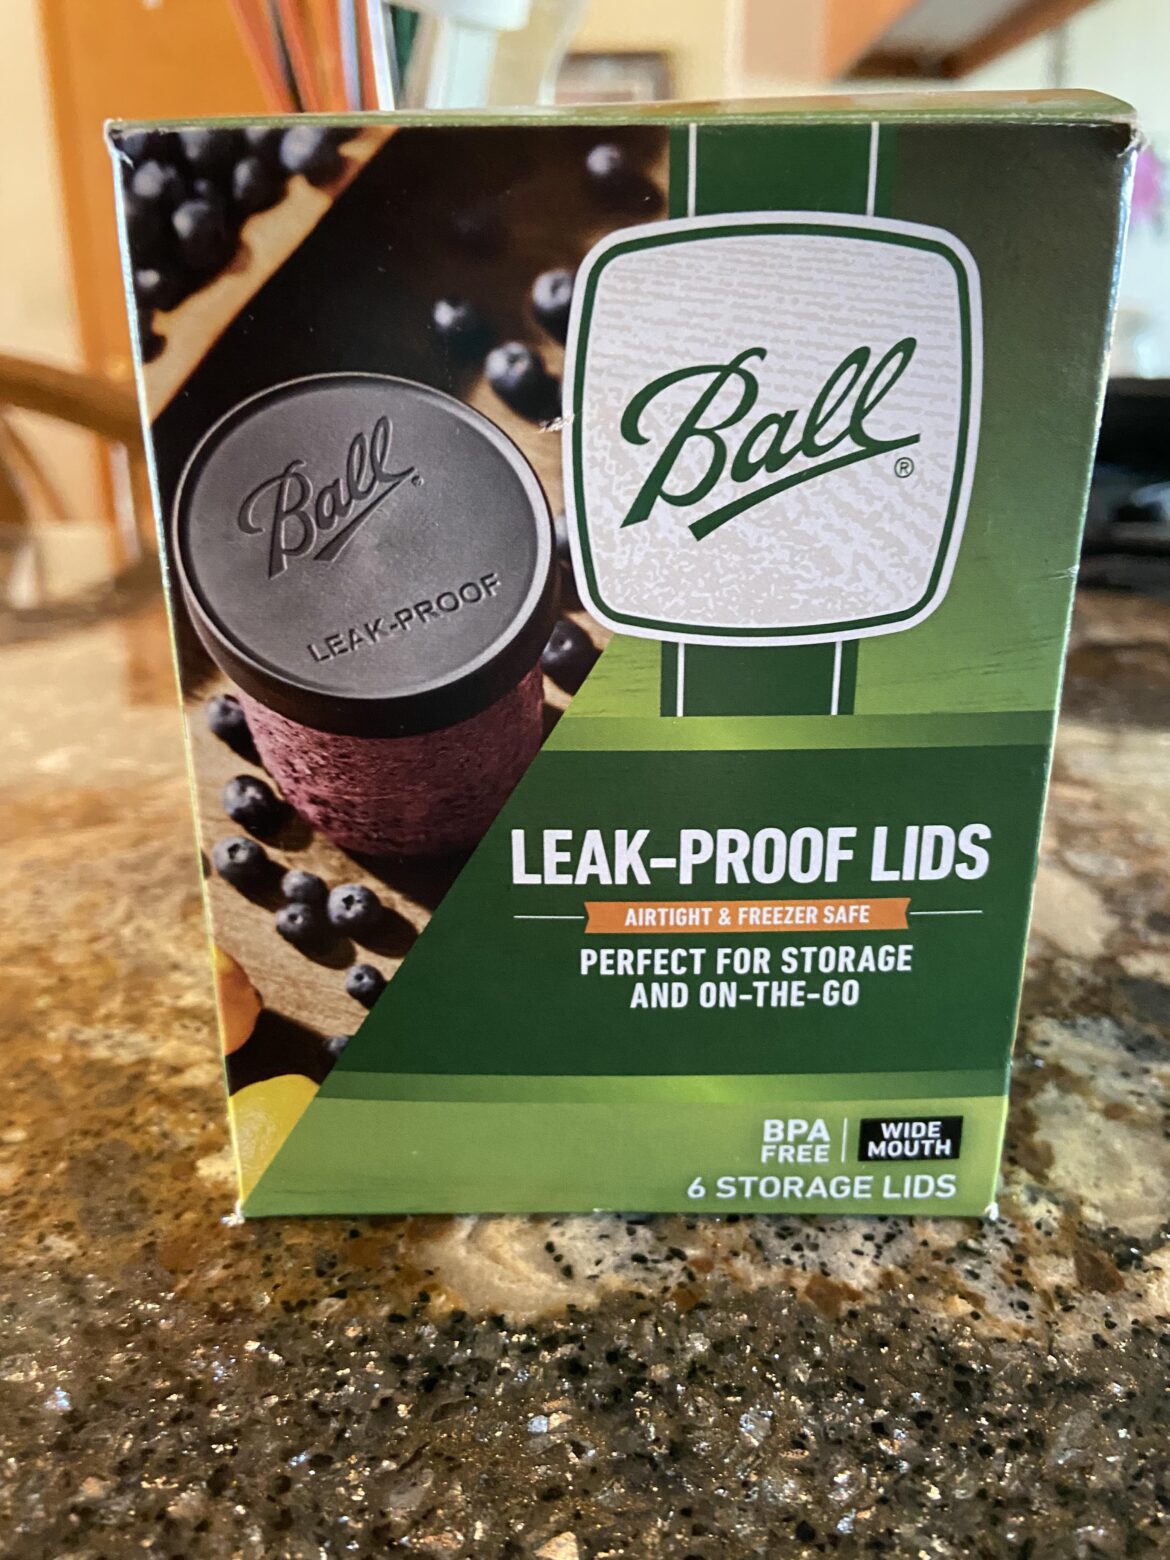 Ball®
Ball
LEAK-PROOF
LEAK-PROOF LIDS
AIRTIGHT & FREEZER SAFE
PERFECT FOR STORAGE
AND ON-THE-GO
BPA
FREE
WIDE
MOUTH
6 STORAGE LIDS